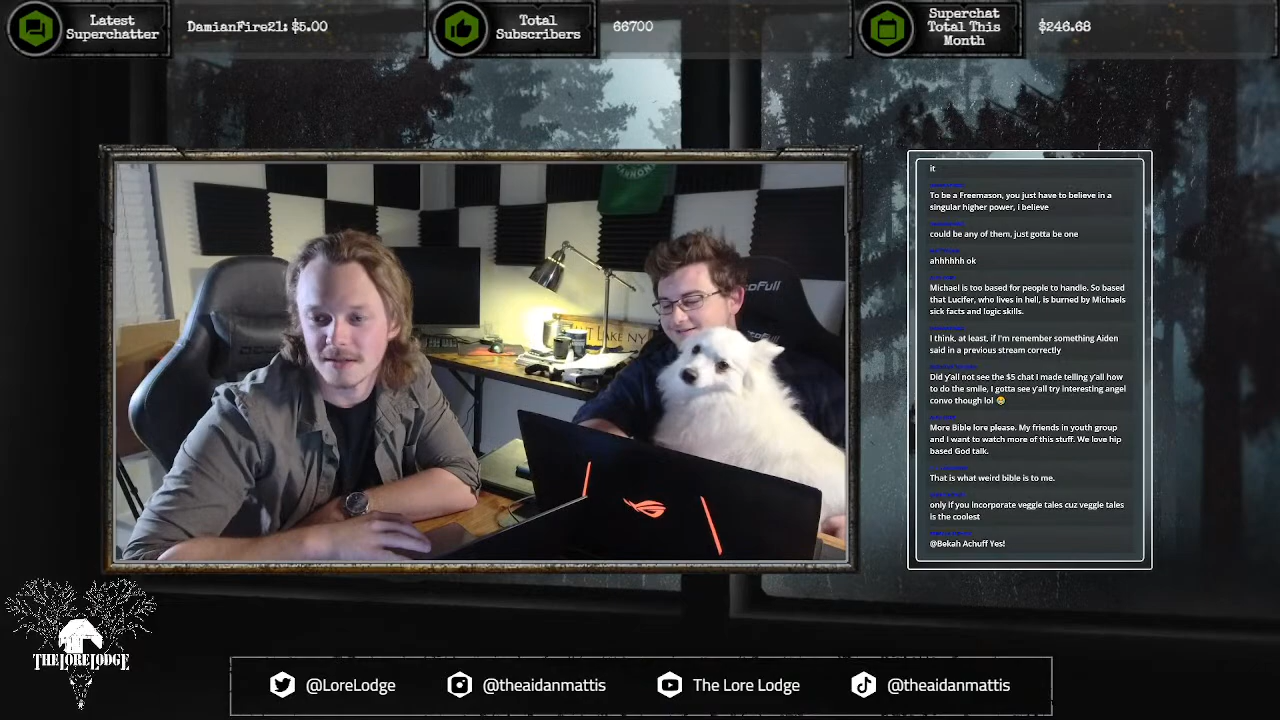 Latest
Superchatter
DamianFire21: $5.00
Total
Subscribers
66700
Superchat
Total This
Month
$246.68
it
To be a Freemason, you just have to believe in a
singular higher power, i believe
could be any of them, just gotta be one
ahhhhhh ok
Michael is too based for people to handle. So based
that Lucifer, who lives in hell, is burned by Michaels
sick facts and logic skills.
I think, at least, if I'm remember something Aiden
said in a previous stream correctly
Did y'all not see the $5 chat I made telling y'all how
to do the smile, I gotta see y'all try interesting angel
convo though lol 😂
More Bible lore please. My friends in youth group
and I want to watch more of this stuff. We love hip
based God talk.
That is what weird bible is to me.
only if you incorporate veggie tales cuz veggie tales
is the coolest
@Bekah Achuff Yes!
LAKE NY
THE LORE LODGE
@LoreLodge
@theaidanmattis
The Lore Lodge
@theaidanmattis